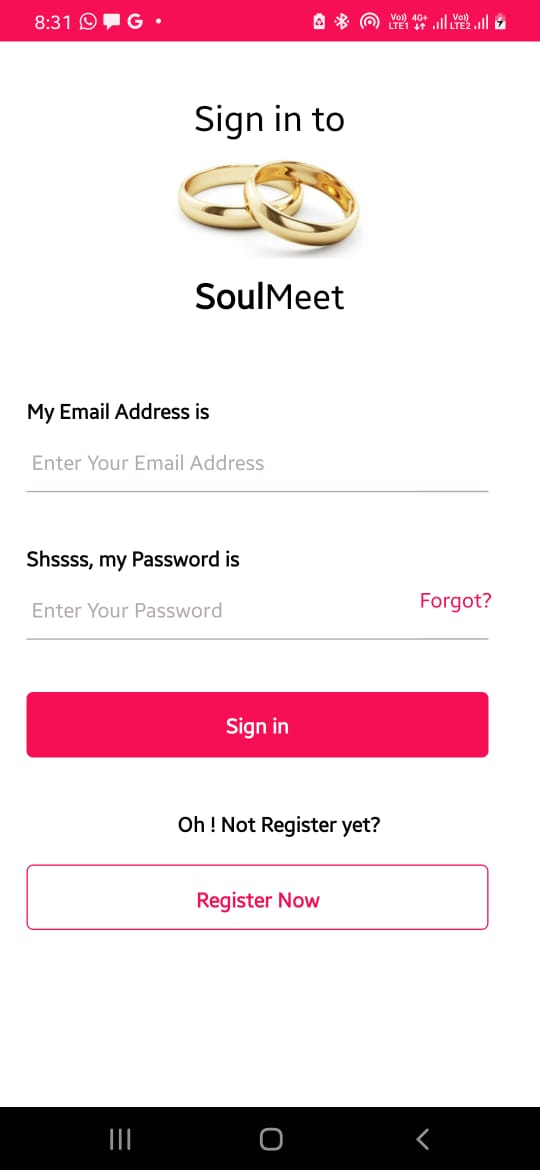 8:31
Vo)) 4G+ Vo))
LTE1 LTE2
Sign in to
SoulMeet
My Email Address is
Enter Your Email Address
Shssss, my Password is
Enter Your Password
Forgot?
Sign in
Oh ! Not Register yet?
Register Now